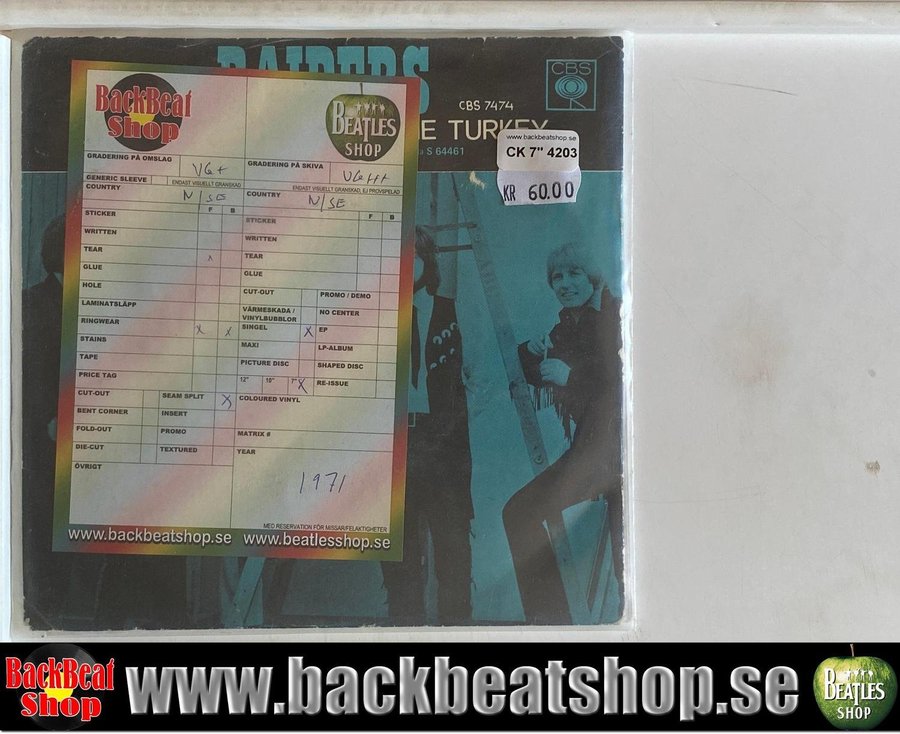 RAIDERS
CBS
CBS 7474
E TURKEY
S 64461
www.backbeatshop.se
CK 7" 4203
KR 60.00
BackBeat
Shop
BEATLES
SHOP
GRADERING PÅ OMSLAG
VG+
GENERIC SLEEVE
ENDAST VISUELLT GRANSKAD
COUNTRY
N/SE
F B
STICKER
WRITTEN
TEAR
x
GLUE
HOLE
LAMINATSLÄPP
RINGWEAR
x x
STAINS
TAPE
PRICE TAG
CUT-OUT
SEAM SPLIT
x
BENT CORNER
INSERT
FOLD-OUT
PROMO
DIE-CUT
TEXTURED
ÖVRIGT
GRADERING PÅ SKIVA
VG++
ENDAST VISUELLT GRANSKAD, EJ PROVSPELAD
COUNTRY
N/SE
F B
STICKER
WRITTEN
TEAR
GLUE
CUT-OUT
PROMO / DEMO
VÄRMESKADA /
VINYLBUBBLOR
NO CENTER
SINGEL
x
EP
MAXI
LP-ALBUM
PICTURE DISC
SHAPED DISC
12" 10" 7" x
RE-ISSUE
COLOURED VINYL
MATRIX #
YEAR
1971
MED RESERVATION FÖR MISSAR/FELAKTIGHETER
www.backbeatshop.se www.beatlesshop.se
BackBeat
Shop
www.backbeatshop.se
BEATLES
SHOP